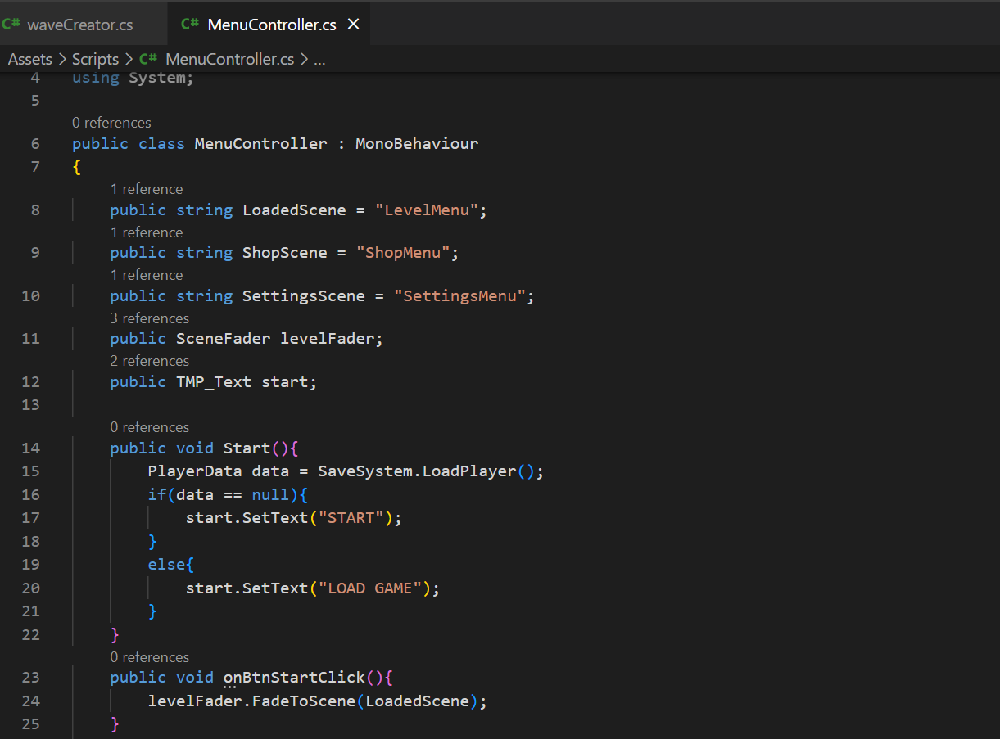 C# waveCreator.cs C# MenuController.cs ×
Assets > Scripts > C# MenuController.cs > ...
4 using System;
5
0 references
6 public class MenuController : MonoBehaviour
7 {
1 reference
8 public string LoadedScene = "LevelMenu";
1 reference
9 public string ShopScene = "ShopMenu";
1 reference
10 public string SettingsScene = "SettingsMenu";
3 references
11 public SceneFader levelFader;
2 references
12 public TMP_Text start;
13
0 references
14 public void Start(){
15 PlayerData data = SaveSystem.LoadPlayer();
16 if(data == null){
17 start.SetText("START");
18 }
19 else{
20 start.SetText("LOAD GAME");
21 }
22 }
0 references
23 public void onBtnStartClick(){
24 levelFader.FadeToScene(LoadedScene);
25 }